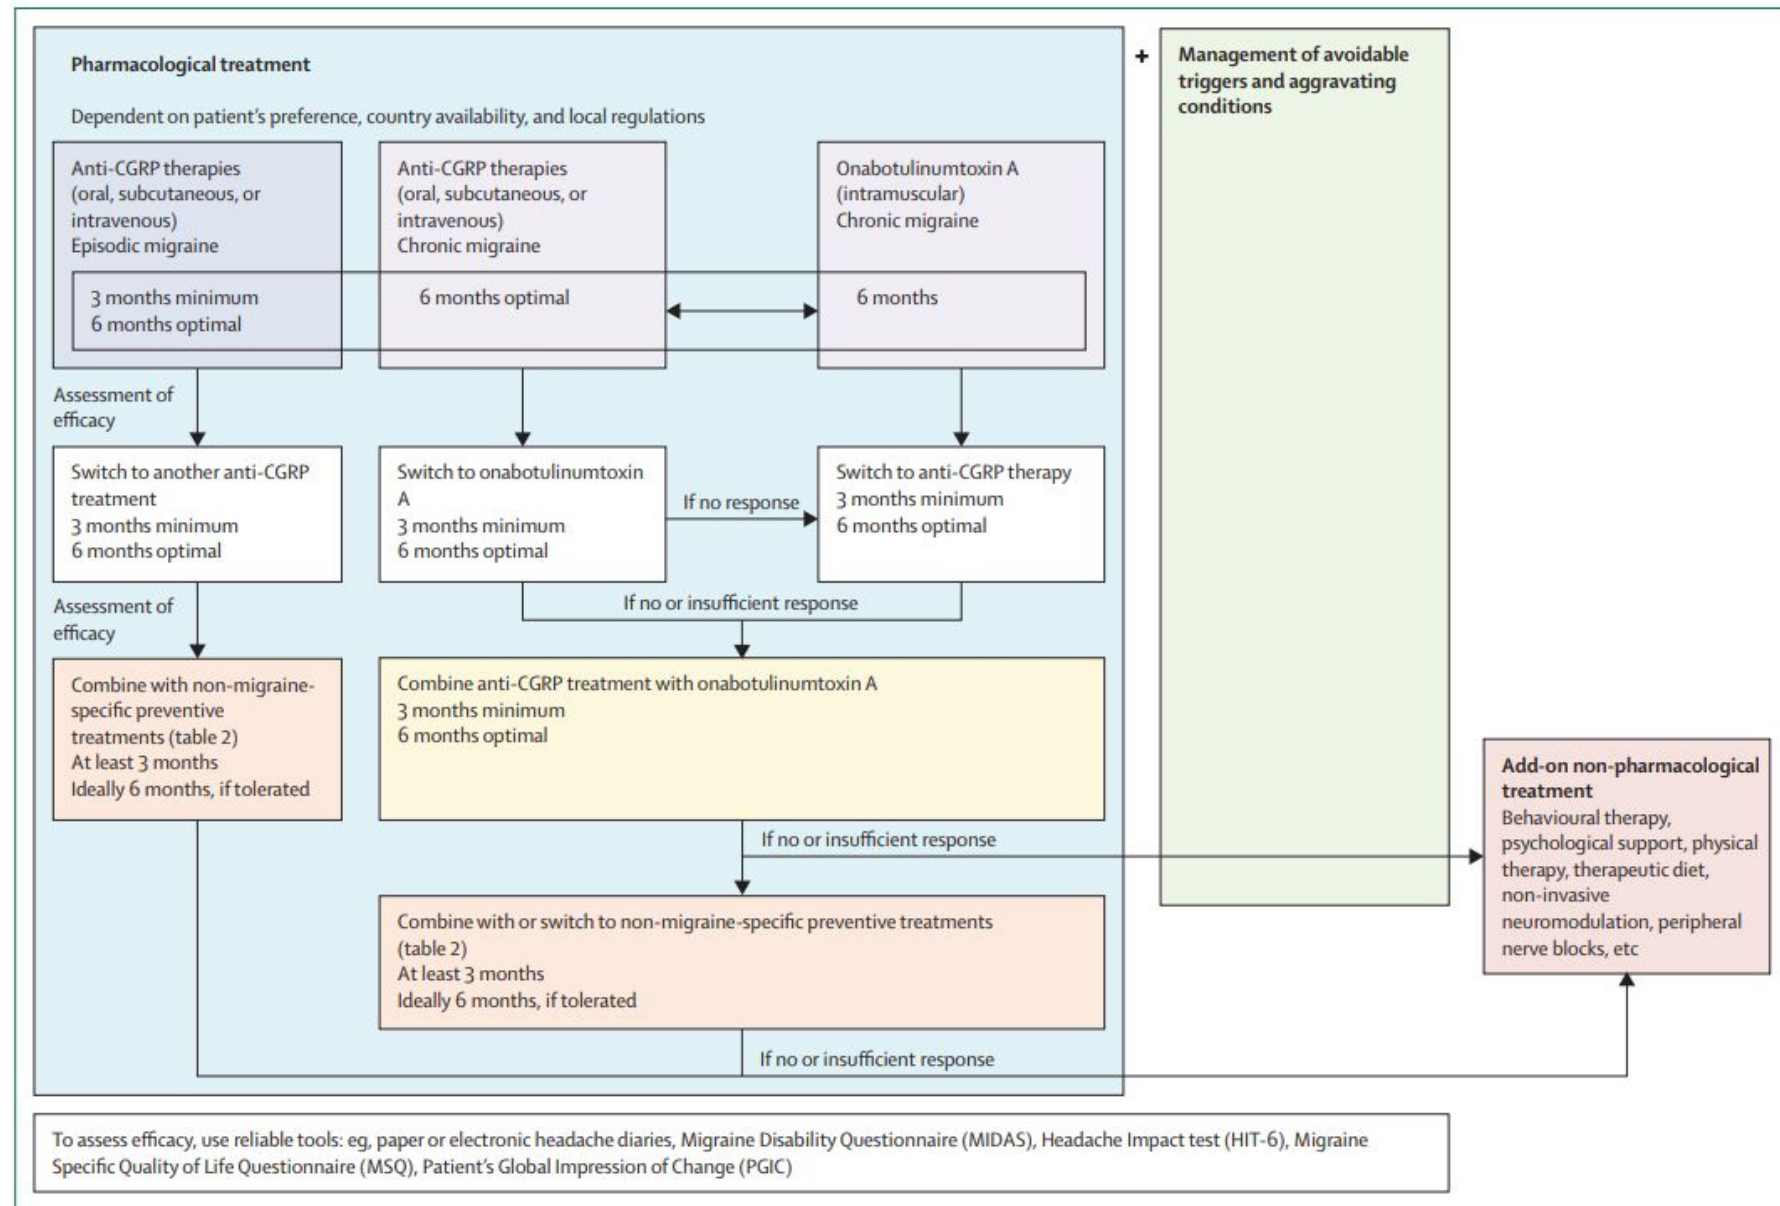 Pharmacological treatment
Dependent on patient's preference, country availability, and local regulations
Anti-CGRP therapies
(oral, subcutaneous, or
intravenous)
Episodic migraine
3 months minimum
6 months optimal
Anti-CGRP therapies
(oral, subcutaneous, or
intravenous)
Chronic migraine
6 months optimal
Onabotulinumtoxin A
(intramuscular)
Chronic migraine
6 months
+
Management of avoidable
triggers and aggravating
conditions
Assessment of
efficacy
Switch to another anti-CGRP
treatment
3 months minimum
6 months optimal
Switch to onabotulinumtoxin
A
3 months minimum
6 months optimal
If no response
Switch to anti-CGRP therapy
3 months minimum
6 months optimal
Assessment of
efficacy
If no or insufficient response
Combine with non-migraine-
specific preventive
treatments (table 2)
At least 3 months
Ideally 6 months, if tolerated
Combine anti-CGRP treatment with onabotulinumtoxin A
3 months minimum
6 months optimal
If no or insufficient response
Add-on non-pharmacological
treatment
Behavioural therapy,
psychological support, physical
therapy, therapeutic diet,
non-invasive
neuromodulation, peripheral
nerve blocks, etc
Combine with or switch to non-migraine-specific preventive treatments
(table 2)
At least 3 months
Ideally 6 months, if tolerated
If no or insufficient response
To assess efficacy, use reliable tools: eg, paper or electronic headache diaries, Migraine Disability Questionnaire (MIDAS), Headache Impact test (HIT-6), Migraine
Specific Quality of Life Questionnaire (MSQ), Patient's Global Impression of Change (PGIC)